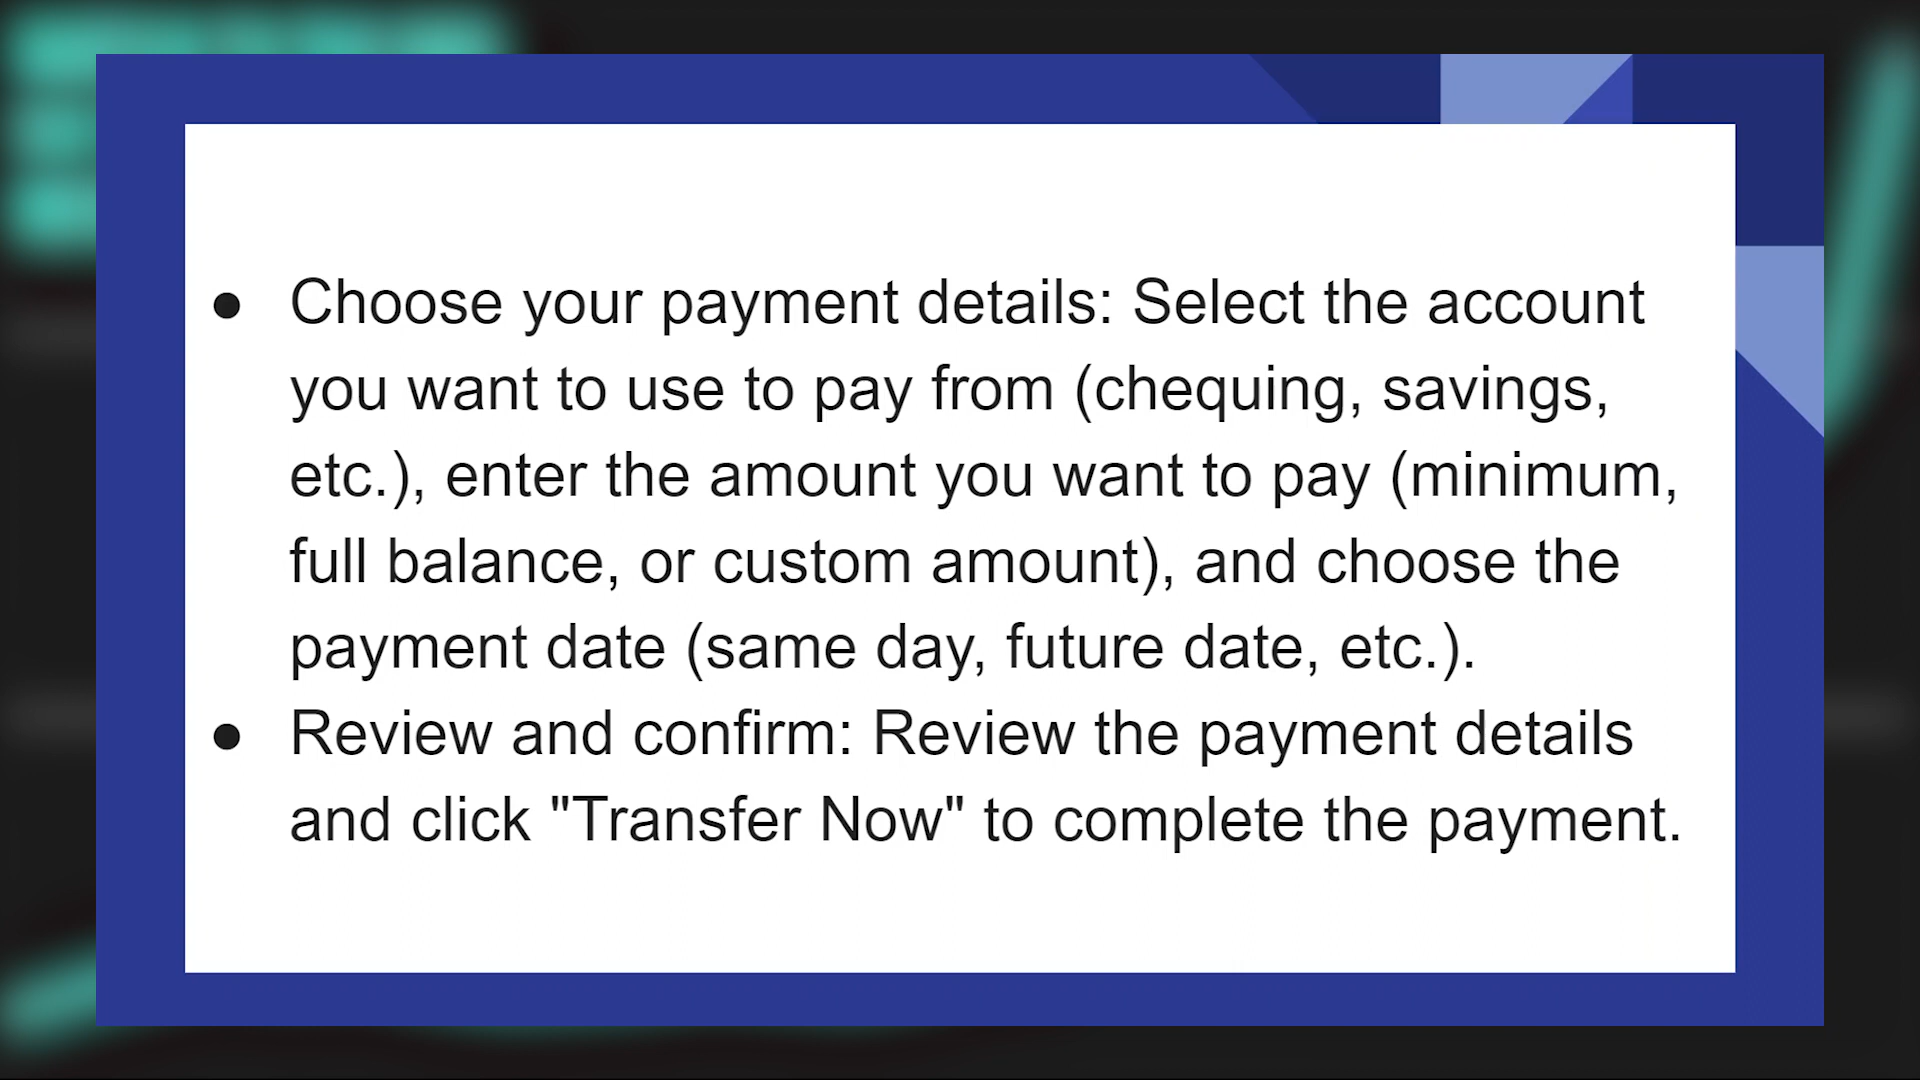 ● Choose your payment details: Select the account
you want to use to pay from (chequing, savings,
etc.), enter the amount you want to pay (minimum,
full balance, or custom amount), and choose the
payment date (same day, future date, etc.).
● Review and confirm: Review the payment details
and click "Transfer Now" to complete the payment.